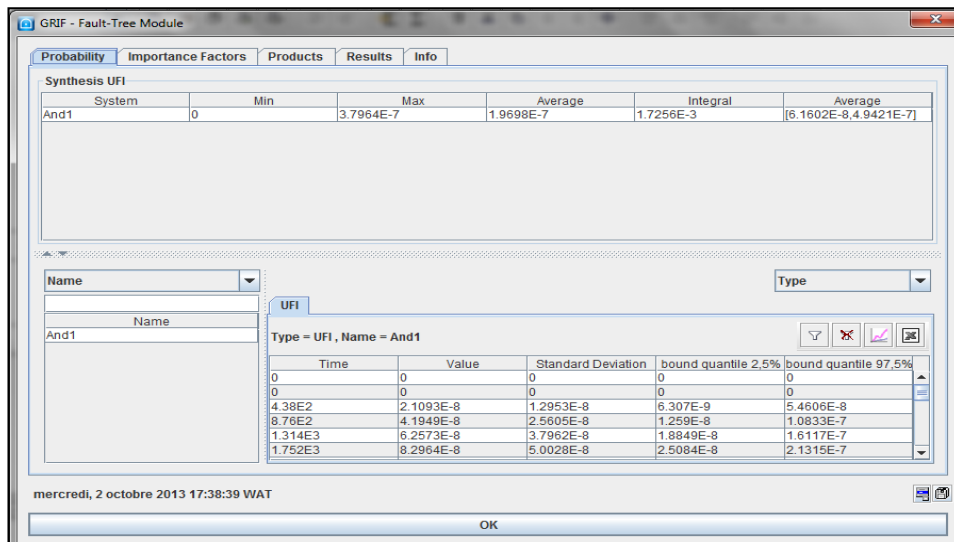 GRIF - Fault-Tree Module
Probability Importance Factors Products Results Info
Synthesis UFI
System Min Max Average Integral Average
And1 0 3.7964E-7 1.9698E-7 1.7256E-3 [6.1602E-8,4.9421E-7]
Name Type
UFI
Name
And1
Type = UFI , Name = And1
Time Value Standard Deviation bound quantile 2,5% bound quantile 97,5%
0 0 0 0 0
0 0 0 0 0
4.38E2 2.1093E-8 1.2953E-8 6.307E-9 5.4606E-8
8.76E2 4.1949E-8 2.5605E-8 1.259E-8 1.0833E-7
1.314E3 6.2573E-8 3.7962E-8 1.8849E-8 1.6117E-7
1.752E3 8.2964E-8 5.0028E-8 2.5084E-8 2.1315E-7
mercredi, 2 octobre 2013 17:38:39 WAT
OK